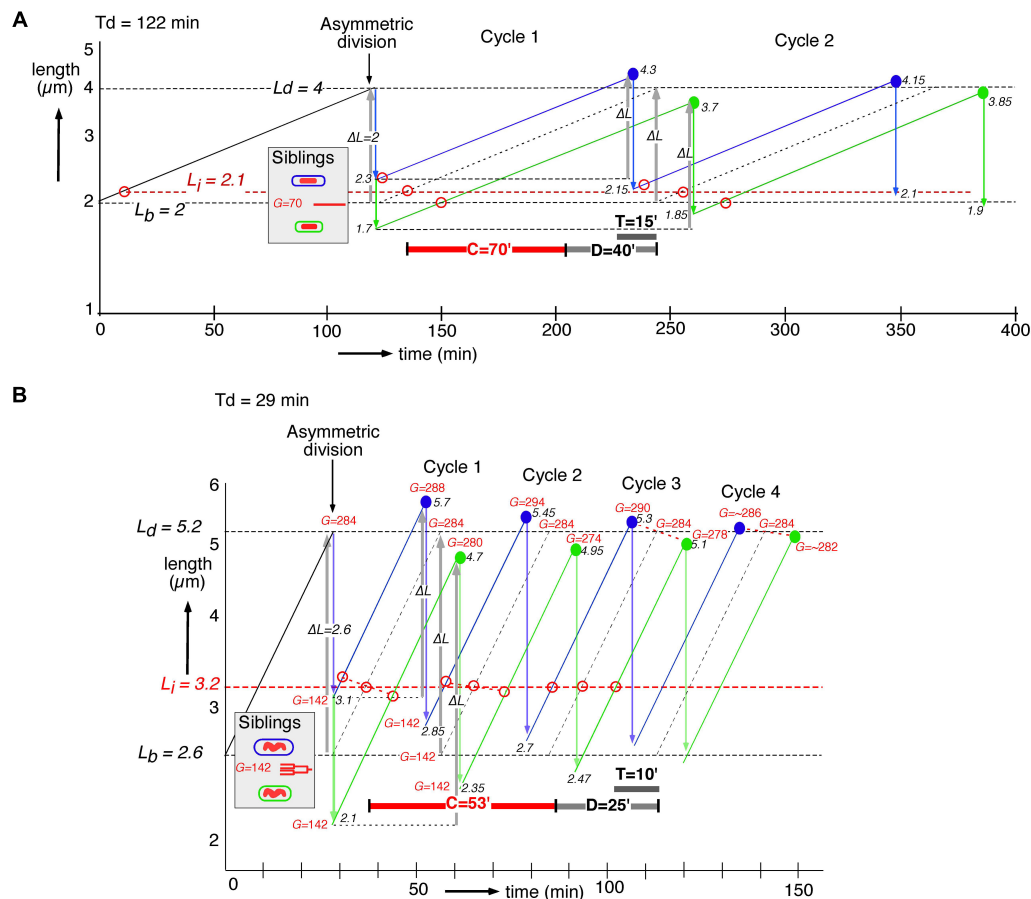 A
Td = 122 min
Asymmetric
division
Cycle 1
Cycle 2
5
length
(µm)
4
3
2
1
Ld = 4
4.3
4.15
3.7
3.85
ΔL=2
ΔL
ΔL
ΔL
Siblings
G=70
Li = 2.1
Lb = 2
2.3
1.7
2.15
1.85
2.1
1.9
T=15'
C=70'
D=40'
0
50
100
150
200
250
300
350
400
time (min)
B
Td = 29 min
Asymmetric
division
Cycle 1
Cycle 2
Cycle 3
Cycle 4
6
Ld = 5.2
5
length
(µm)
4
Li = 3.2
3
Lb = 2.6
2
G=284
G=288
5.7
G=284
G=280
4.7
G=294
5.45
G=284
G=274
4.95
G=290
5.3
G=284
G=278
5.1
G=~286
G=284
G=~282
ΔL=2.6
ΔL
ΔL
ΔL
G=142
3.1
G=142
2.85
G=142
G=142
2.35
2.7
2.47
G=142
2.1
Siblings
G=142
T=10'
C=53'
D=25'
0
50
100
150
time (min)